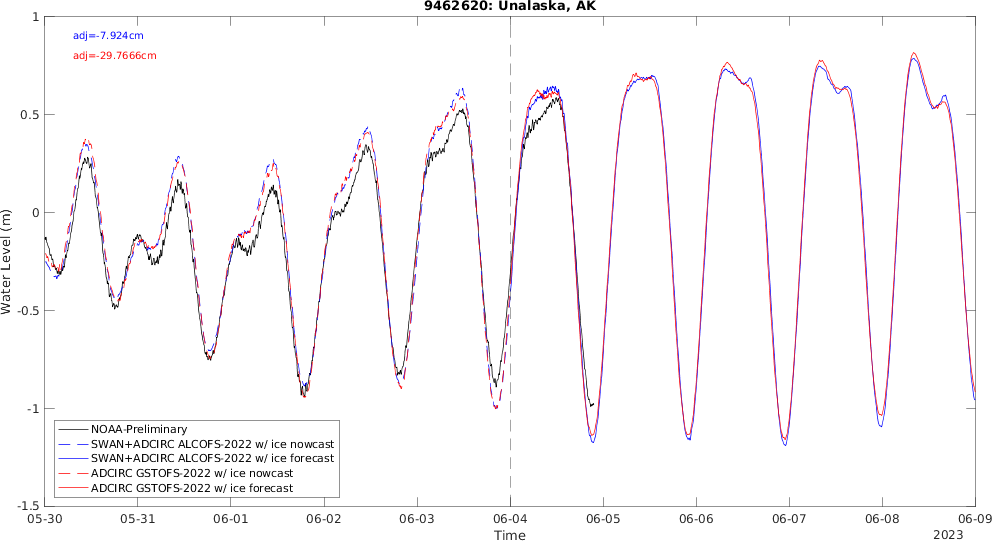 9462620: Unalaska, AK
adj=-7.924cm
adj=-29.7666cm
Water Level (m)
1
0.5
0
-0.5
-1
-1.5
NOAA-Preliminary
SWAN+ADCIRC ALCOFS-2022 w/ ice nowcast
SWAN+ADCIRC ALCOFS-2022 w/ ice forecast
ADCIRC GSTOFS-2022 w/ ice nowcast
ADCIRC GSTOFS-2022 w/ ice forecast
05-30 05-31 06-01 06-02 06-03 06-04 06-05 06-06 06-07 06-08 06-09
Time
2023